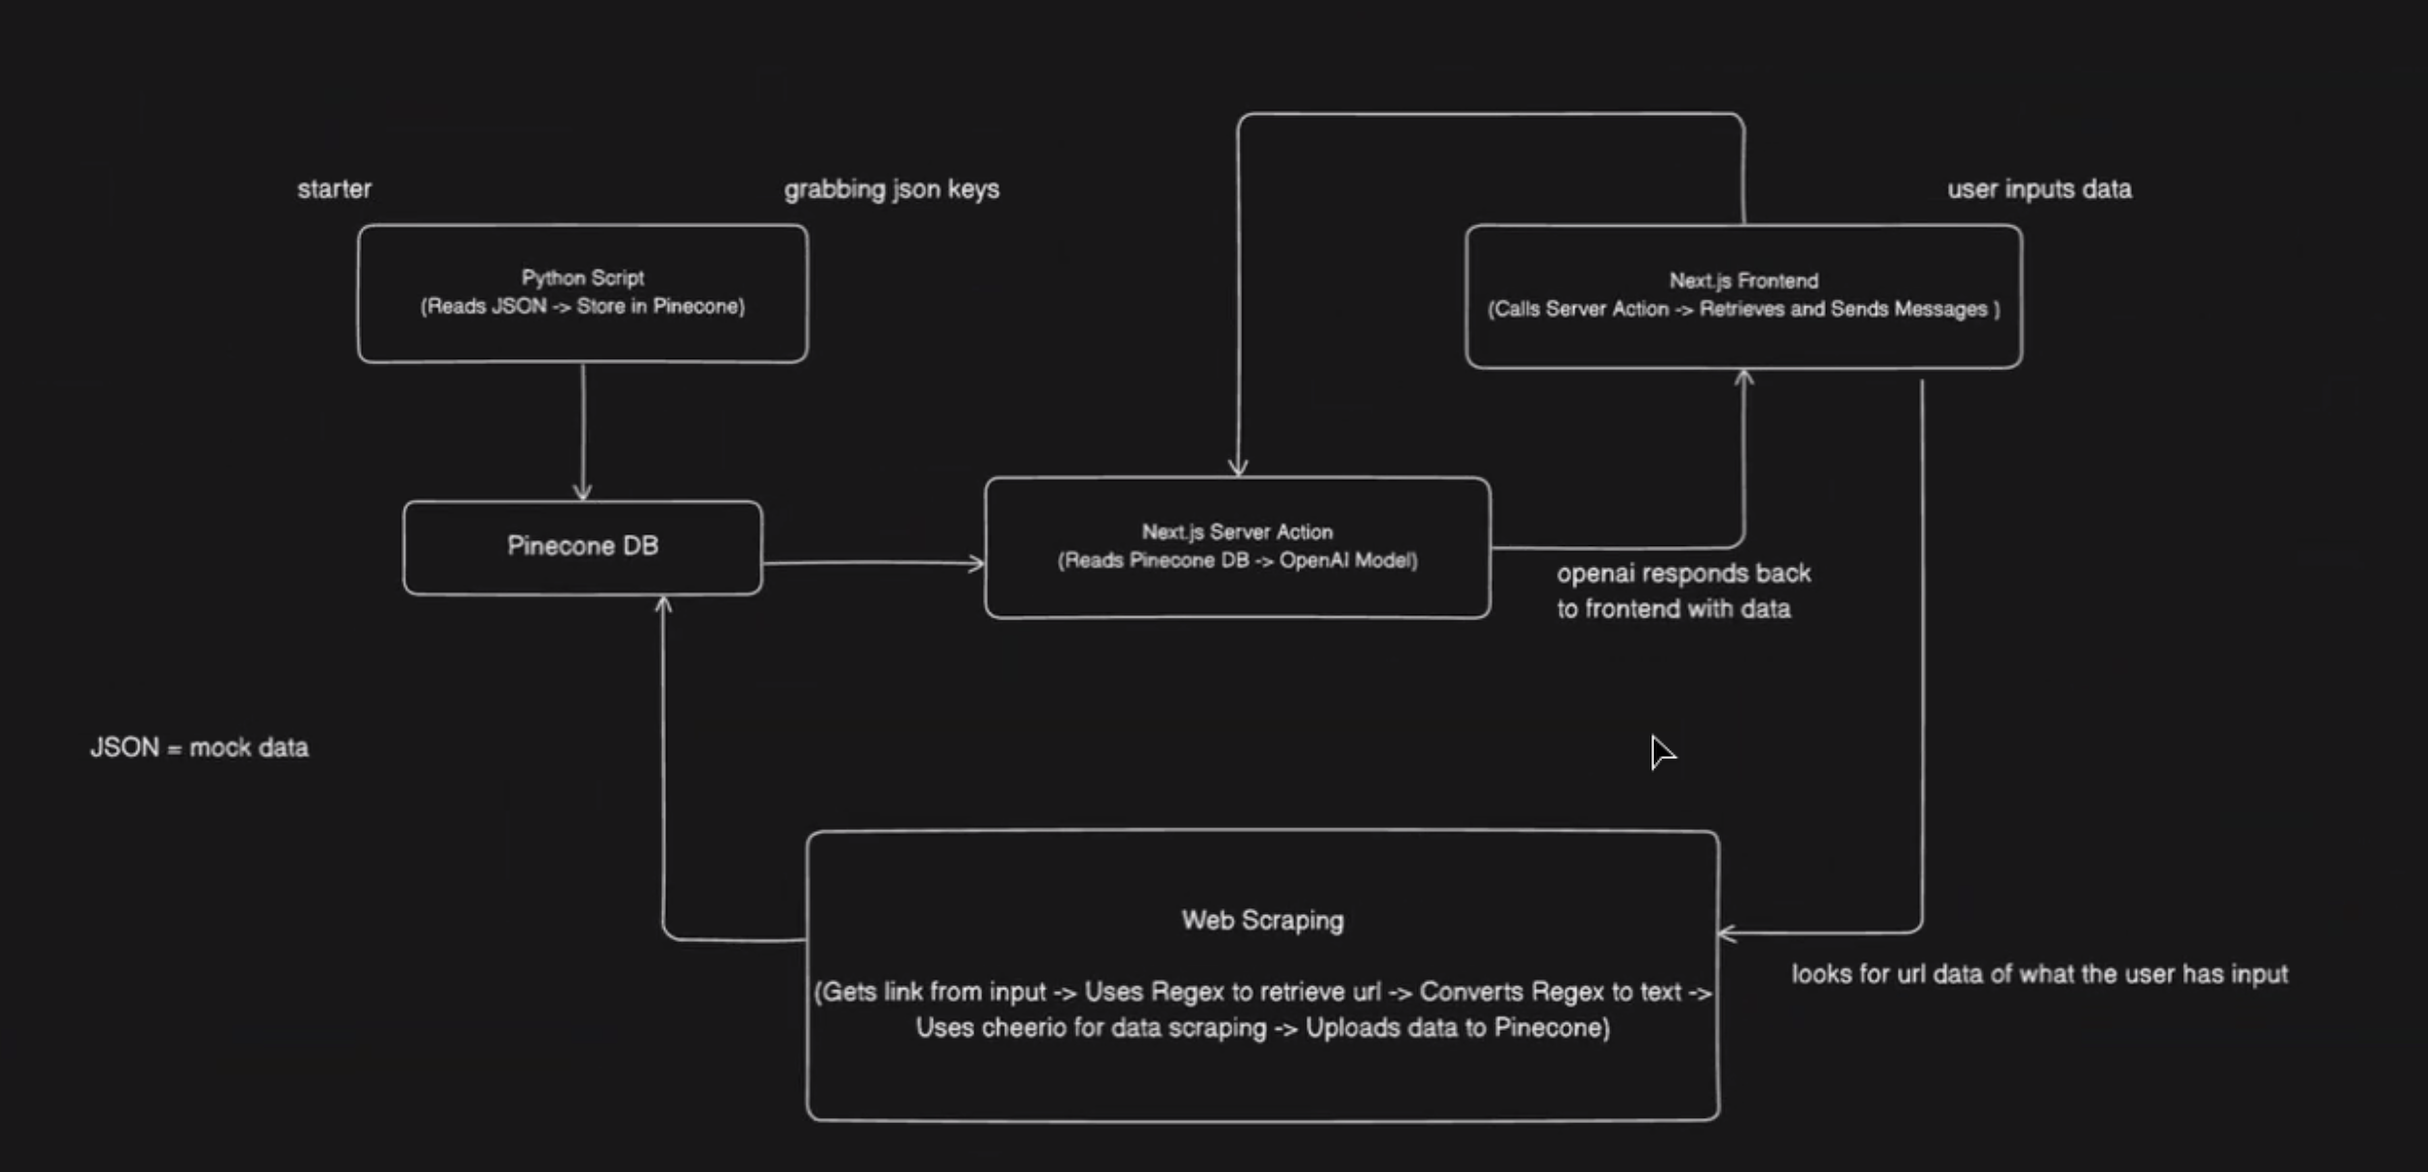 starter
grabbing json keys
user inputs data
Python Script
(Reads JSON -> Store in Pinecone)
Next.js Frontend
(Calls Server Action -> Retrieves and Sends Messages )
Pinecone DB
Next.js Server Action
(Reads Pinecone DB -> OpenAI Model)
openai responds back
to frontend with data
JSON = mock data
Web Scraping
(Gets link from input -> Uses Regex to retrieve url -> Converts Regex to text ->
Uses cheerio for data scraping -> Uploads data to Pinecone)
looks for url data of what the user has input